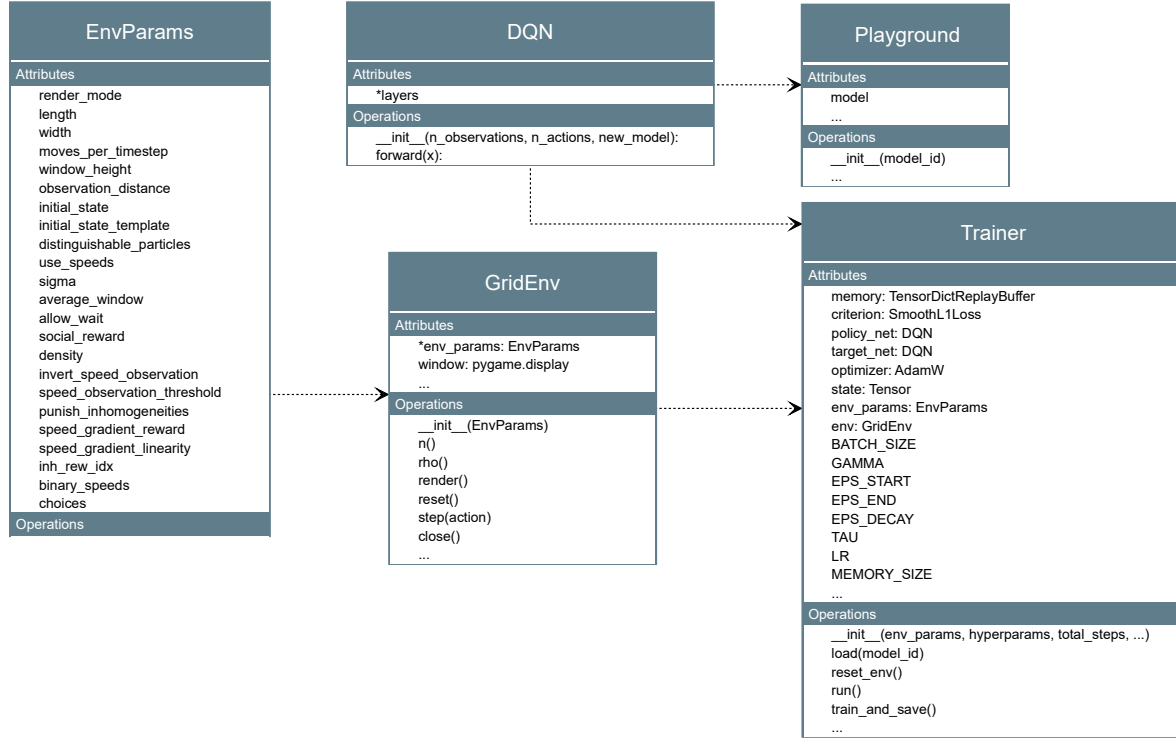 EnvParams
Attributes
render_mode
length
width
moves_per_timestep
window_height
observation_distance
initial_state
initial_state_template
distinguishable_particles
use_speeds
sigma
average_window
allow_wait
social_reward
density
invert_speed_observation
speed_observation_threshold
punish_inhomogeneities
speed_gradient_reward
speed_gradient_linearity
inh_rew_idx
binary_speeds
choices
Operations
DQN
Attributes
*layers
Operations
__init__(n_observations, n_actions, new_model):
forward(x):
Playground
Attributes
model
...
Operations
__init__(model_id)
...
GridEnv
Attributes
*env_params: EnvParams
window: pygame.display
...
Operations
__init__(EnvParams)
n()
rho()
render()
reset()
step(action)
close()
...
Trainer
Attributes
memory: TensorDictReplayBuffer
criterion: SmoothL1Loss
policy_net: DQN
target_net: DQN
optimizer: AdamW
state: Tensor
env_params: EnvParams
env: GridEnv
BATCH_SIZE
GAMMA
EPS_START
EPS_END
EPS_DECAY
TAU
LR
MEMORY_SIZE
...
Operations
__init__(env_params, hyperparams, total_steps, ...)
load(model_id)
reset_env()
run()
train_and_save()
...